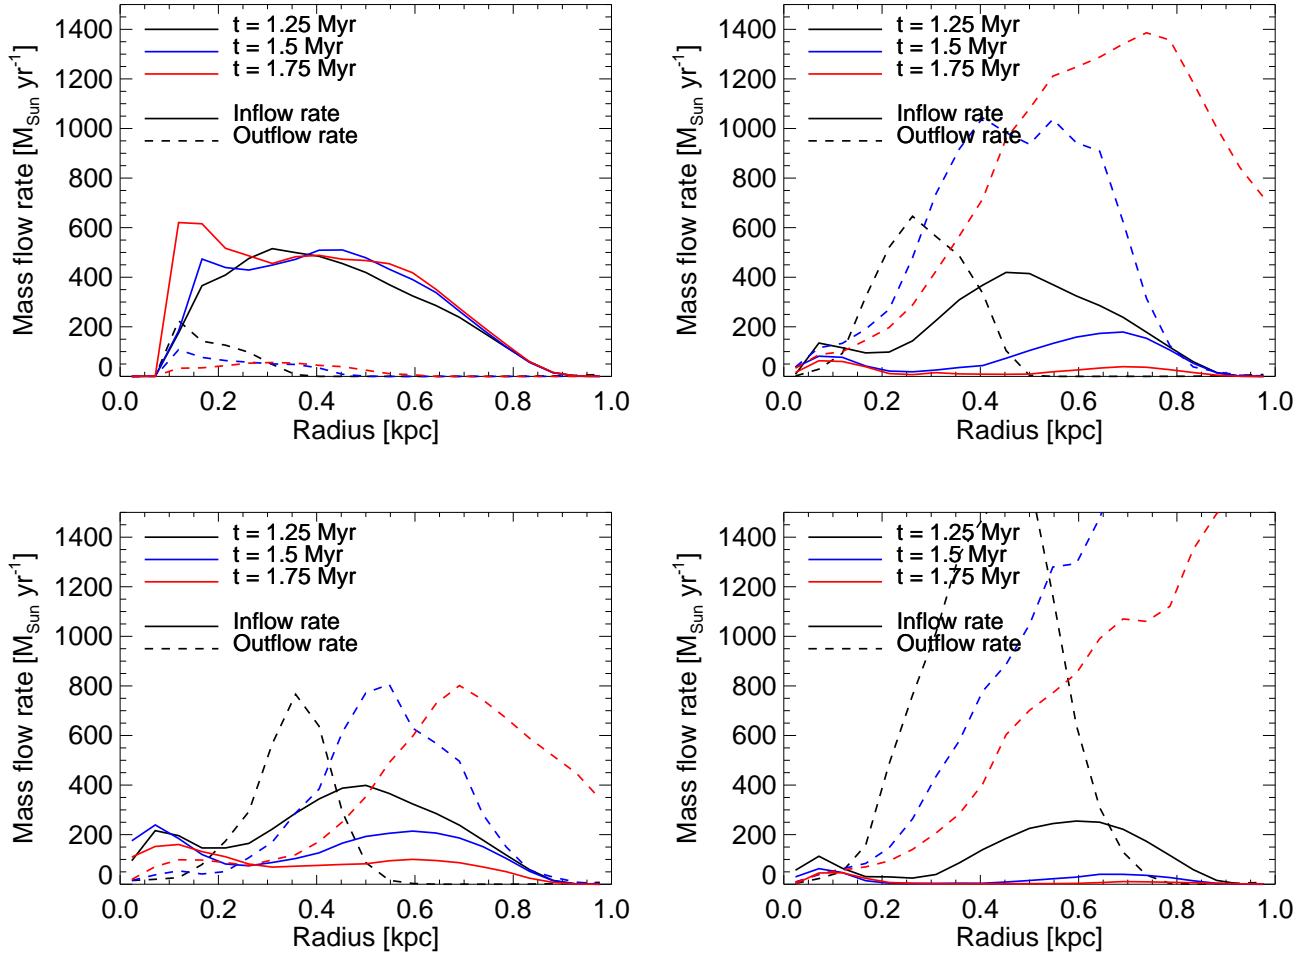 1400
1200
1000
800
600
400
200
0
Mass flow rate [M_Sun yr^-1]
t = 1.25 Myr
t = 1.5 Myr
t = 1.75 Myr
Inflow rate
Outflow rate
0.0 0.2 0.4 0.6 0.8 1.0
Radius [kpc]
1400
1200
1000
800
600
400
200
0
Mass flow rate [M_Sun yr^-1]
t = 1.25 Myr
t = 1.5 Myr
t = 1.75 Myr
Inflow rate
Outflow rate
0.0 0.2 0.4 0.6 0.8 1.0
Radius [kpc]
1400
1200
1000
800
600
400
200
0
Mass flow rate [M_Sun yr^-1]
t = 1.25 Myr
t = 1.5 Myr
t = 1.75 Myr
Inflow rate
Outflow rate
0.0 0.2 0.4 0.6 0.8 1.0
Radius [kpc]
1400
1200
1000
800
600
400
200
0
Mass flow rate [M_Sun yr^-1]
t = 1.25 Myr
t = 1.5 Myr
t = 1.75 Myr
Inflow rate
Outflow rate
0.0 0.2 0.4 0.6 0.8 1.0
Radius [kpc]